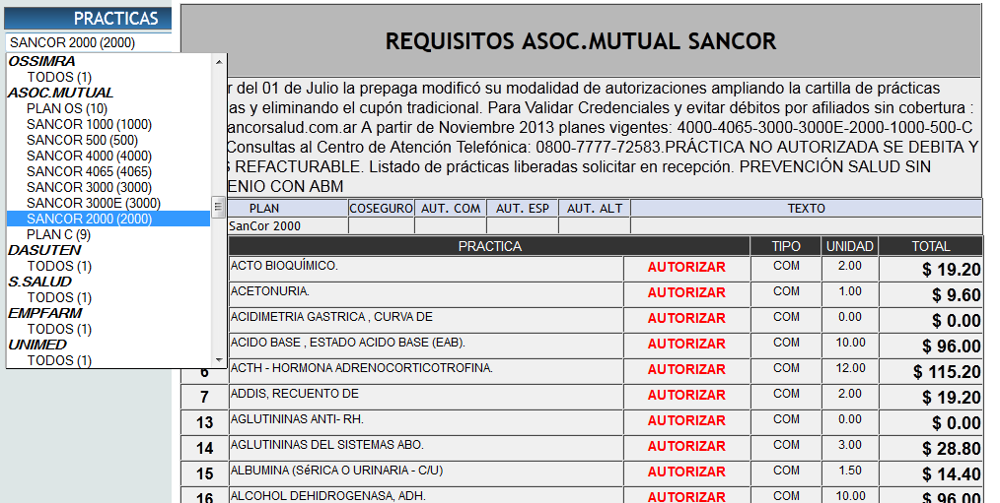 PRACTICAS
SANCOR 2000 (2000)
OSSIMRA
TODOS (1)
ASOC.MUTUAL
PLAN OS (10)
SANCOR 1000 (1000)
SANCOR 500 (500)
SANCOR 4000 (4000)
SANCOR 4065 (4065)
SANCOR 3000 (3000)
SANCOR 3000E (3000)
SANCOR 2000 (2000)
PLAN C (9)
DASUTEN
TODOS (1)
S.SALUD
TODOS (1)
EMPFARM
TODOS (1)
UNIMED
TODOS (1)
REQUISITOS ASOC.MUTUAL SANCOR
r del 01 de Julio la prepaga modificó su modalidad de autorizaciones ampliando la cartilla de prácticas
as y eliminando el cupón tradicional. Para Validar Credenciales y evitar débitos por afiliados sin cobertura :
ancorsalud.com.ar A partir de Noviembre 2013 planes vigentes: 4000-4065-3000-3000E-2000-1000-500-C
Consultas al Centro de Atención Telefónica: 0800-7777-72583.PRÁCTICA NO AUTORIZADA SE DEBITA Y
S REFACTURABLE. Listado de prácticas liberadas solicitar en recepción. PREVENCIÓN SALUD SIN
ENIO CON ABM
PLAN COSEGURO AUT. COM AUT. ESP AUT. ALT TEXTO
SanCor 2000
PRACTICA TIPO UNIDAD TOTAL
ACTO BIOQUÍMICO. AUTORIZAR COM 2.00 $ 19.20
ACETONURIA. AUTORIZAR COM 1.00 $ 9.60
ACIDIMETRIA GASTRICA , CURVA DE AUTORIZAR COM 0.00 $ 0.00
ACIDO BASE , ESTADO ACIDO BASE (EAB). AUTORIZAR COM 10.00 $ 96.00
6 ACTH - HORMONA ADRENOCORTICOTROFINA. AUTORIZAR COM 12.00 $ 115.20
7 ADDIS, RECUENTO DE AUTORIZAR COM 2.00 $ 19.20
13 AGLUTININAS ANTI- RH. AUTORIZAR COM 0.00 $ 0.00
14 AGLUTININAS DEL SISTEMAS ABO. AUTORIZAR COM 3.00 $ 28.80
15 ALBUMINA (SéRICA O URINARIA - C/U) AUTORIZAR COM 1.50 $ 14.40
16 ALCOHOL DEHIDROGENASA, ADH. AUTORIZAR COM 10.00 $ 96.00